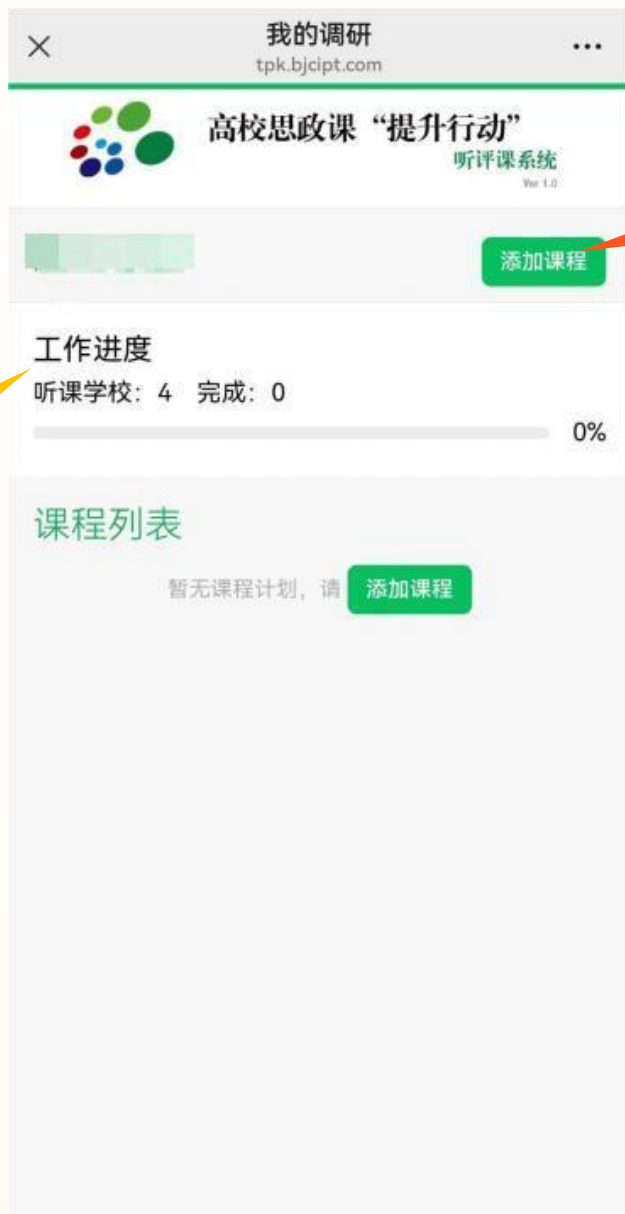 我的调研
tpk.bjcipt.com
高校思政课“提升行动”
听评课系统
Ver 1.0
添加课程
工作进度
听课学校：4 完成：0
0%
课程列表
暂无课程计划，请 添加课程